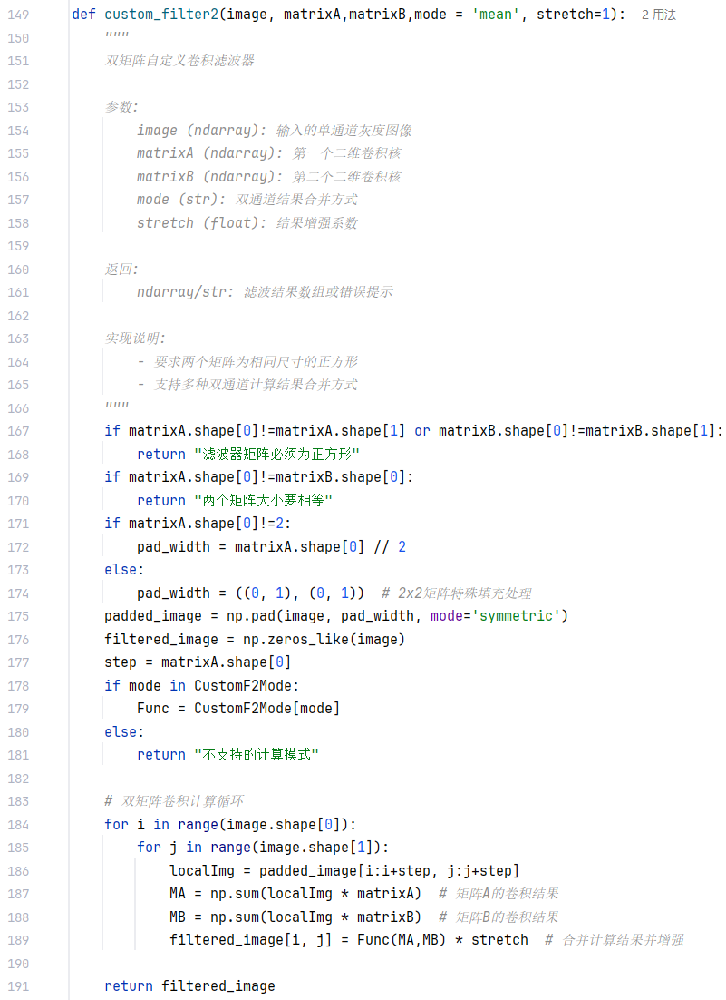 149 def custom_filter2(image, matrixA,matrixB,mode = 'mean', stretch=1): 2 用法
150 """
151 双矩阵自定义卷积滤波器
152
153 参数:
154 image (ndarray): 输入的单通道灰度图像
155 matrixA (ndarray): 第一个二维卷积核
156 matrixB (ndarray): 第二个二维卷积核
157 mode (str): 双通道结果合并方式
158 stretch (float): 结果增强系数
159
160 返回:
161 ndarray/str: 滤波结果数组或错误提示
162
163 实现说明:
164 - 要求两个矩阵为相同尺寸的正方形
165 - 支持多种双通道计算结果合并方式
166 """
167 if matrixA.shape[0]!=matrixA.shape[1] or matrixB.shape[0]!=matrixB.shape[1]:
168 return "滤波器矩阵必须为正方形"
169 if matrixA.shape[0]!=matrixB.shape[0]:
170 return "两个矩阵大小要相等"
171 if matrixA.shape[0]!=2:
172 pad_width = matrixA.shape[0] // 2
173 else:
174 pad_width = ((0, 1), (0, 1))  # 2x2矩阵特殊填充处理
175 padded_image = np.pad(image, pad_width, mode='symmetric')
176 filtered_image = np.zeros_like(image)
177 step = matrixA.shape[0]
178 if mode in CustomF2Mode:
179 Func = CustomF2Mode[mode]
180 else:
181 return "不支持的计算模式"
182
183 # 双矩阵卷积计算循环
184 for i in range(image.shape[0]):
185 for j in range(image.shape[1]):
186 localImg = padded_image[i:i+step, j:j+step]
187 MA = np.sum(localImg * matrixA)  # 矩阵A的卷积结果
188 MB = np.sum(localImg * matrixB)  # 矩阵B的卷积结果
189 filtered_image[i, j] = Func(MA,MB) * stretch  # 合并计算结果并增强
190
191 return filtered_image